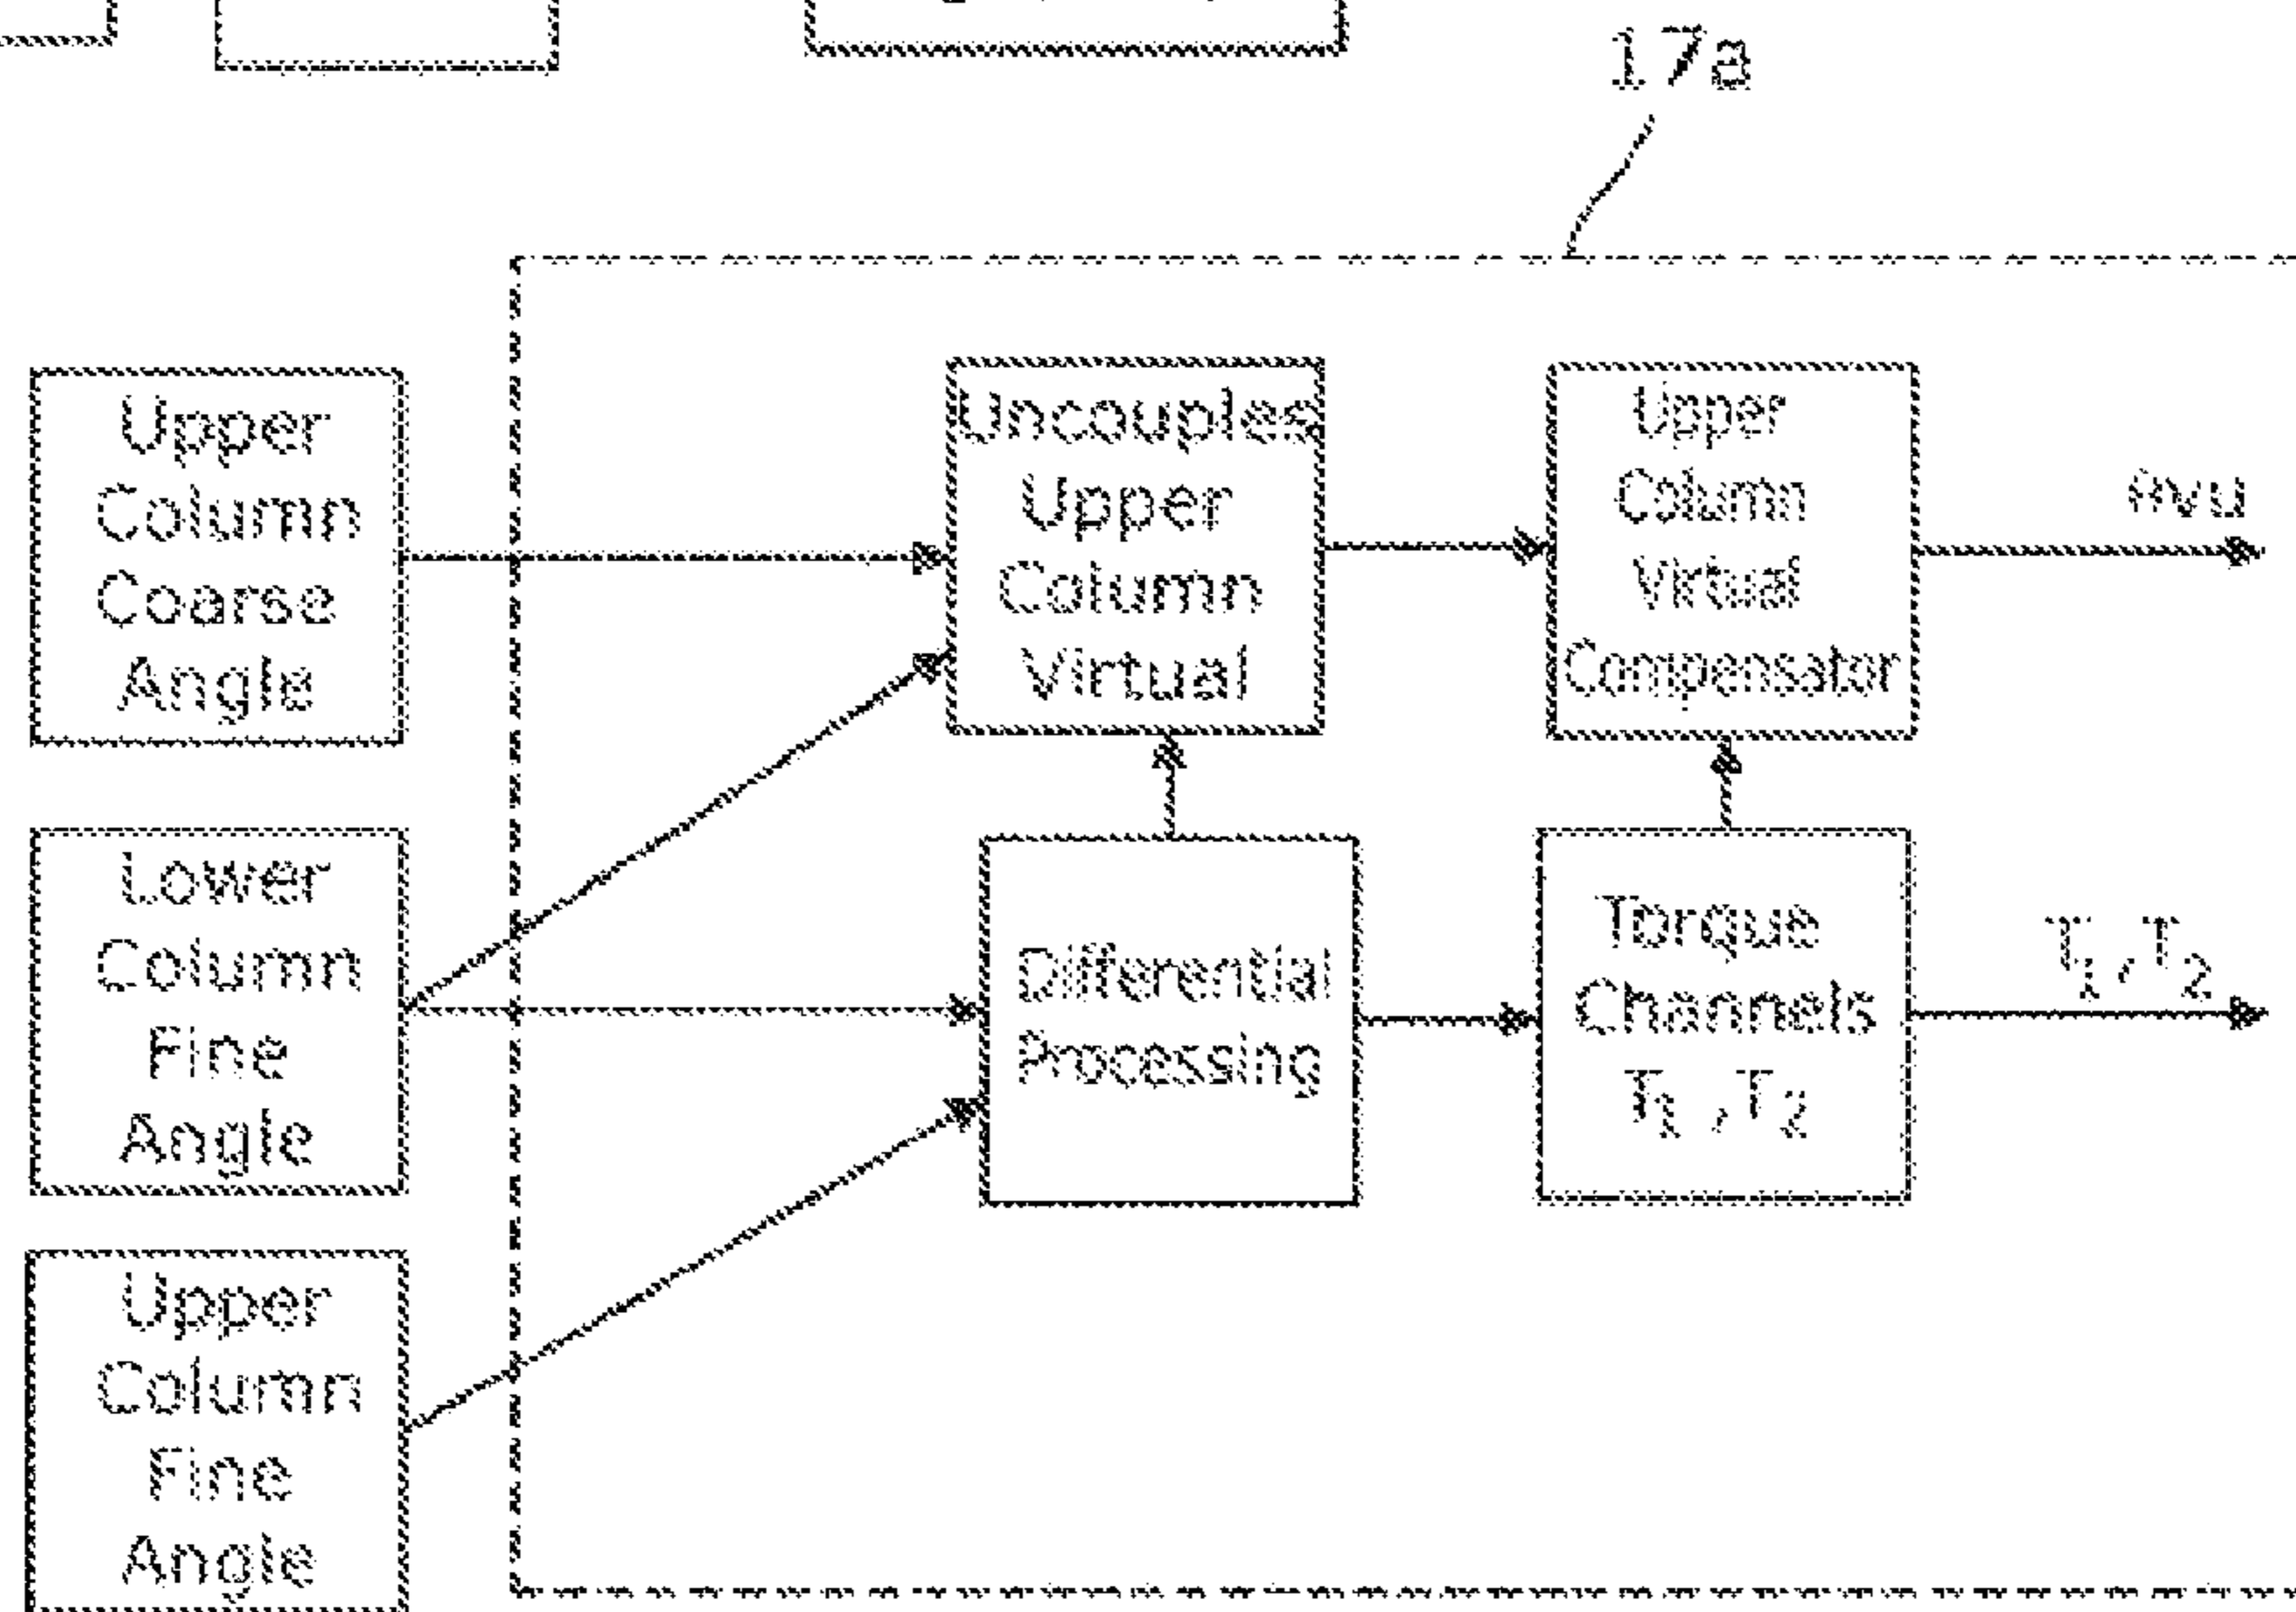 17a
Upper
Column
Coarse
Angle
Uncouples
Upper
Column
Virtual
Upper
Column
Virtual
Compensator
Lower
Column
Fine
Angle
Differential
Processing
Torque
Channels
T1 ,T2
T1,T2
Upper
Column
Fine
Angle